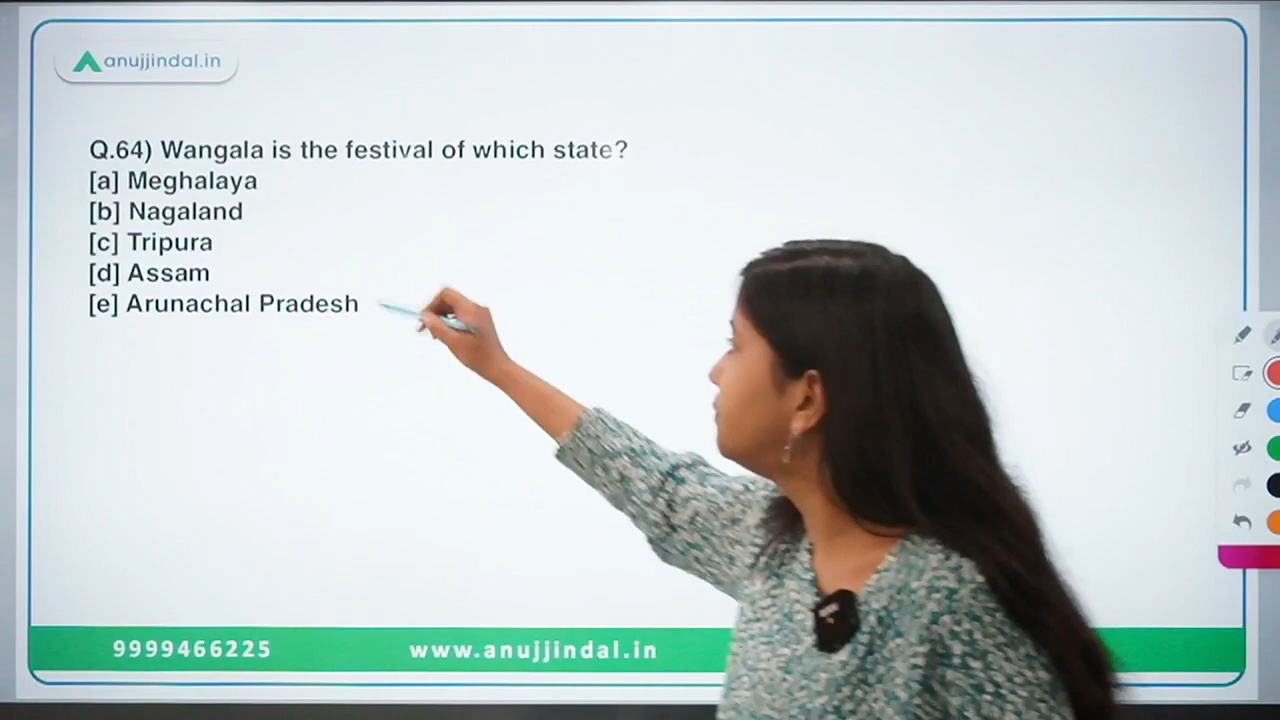 anujjindal.in
Q.64) Wangala is the festival of which state?
[a] Meghalaya
[b] Nagaland
[c] Tripura
[d] Assam
[e] Arunachal Pradesh
9999466225
www.anujjindal.in